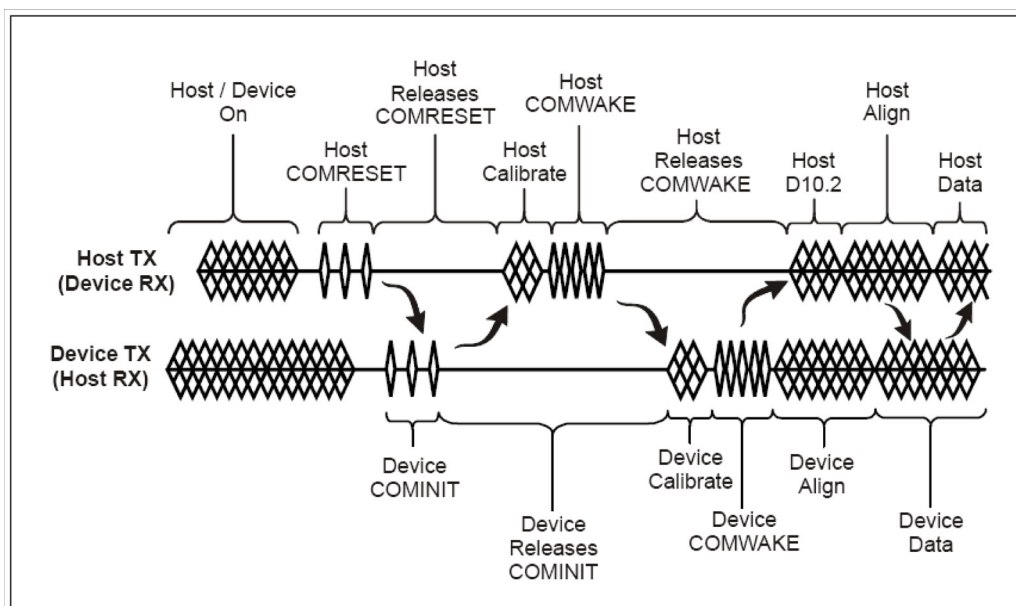 Host / Device
On
Host
COMRESET
Host
Releases
COMRESET
Host
Calibrate
Host
COMWAKE
Host
Releases
COMWAKE
Host
D10.2
Host
Align
Host
Data
Host TX
(Device RX)
Device TX
(Host RX)
Device
COMINIT
Device
Releases
COMINIT
Device
Calibrate
Device
COMWAKE
Device
Align
Device
Data